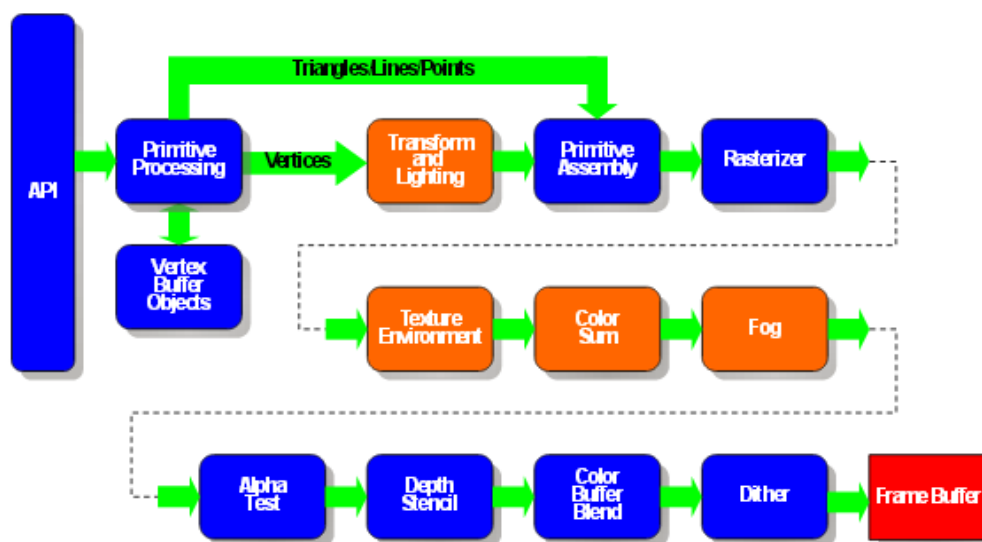 Triangles/Lines/Points
API
Primitive
Processing
Vertices
Transform
and
Lighting
Primitive
Assembly
Rasterizer
Vertex
Buffer
Objects
Texture
Environment
Color
Sum
Fog
Alpha
Test
Depth
Stencil
Color
Buffer
Blend
Dither
Frame Buffer